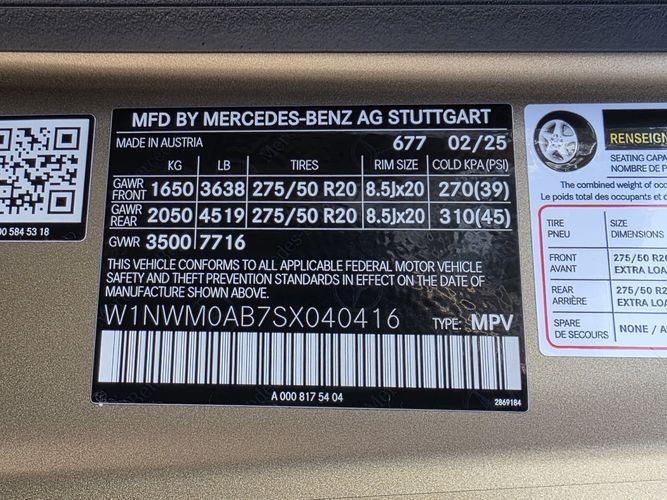 MFD BY MERCEDES-BENZ AG STUTTGART
MADE IN AUSTRIA 677 02/25
KG LB TIRES RIM SIZE COLD KPA(PSI)
GAWR FRONT 1650 3638 275/50 R20 8.5Jx20 270(39)
GAWR REAR 2050 4519 275/50 R20 8.5Jx20 310(45)
GVWR 3500 7716
THIS VEHICLE CONFORMS TO ALL APPLICABLE FEDERAL MOTOR VEHICLE
SAFETY AND THEFT PREVENTION STANDARDS IN EFFECT ON THE DATE OF
MANUFACTURE SHOWN ABOVE.
W1NWM0AB7SX040416 TYPE: MPV
A 000 817 54 04
2869184
00 584 53 18
RENSEIGN
SEATING CAPA
NOMBRE DE P
The combined weight of occu
Le poids total des occupants et d
TIRE PNEU
SIZE DIMENSIONS
FRONT AVANT
275/50 R20
EXTRA LOA
REAR ARRIÈRE
275/50 R2
EXTRA LOA
SPARE DE SECOURS
NONE / A